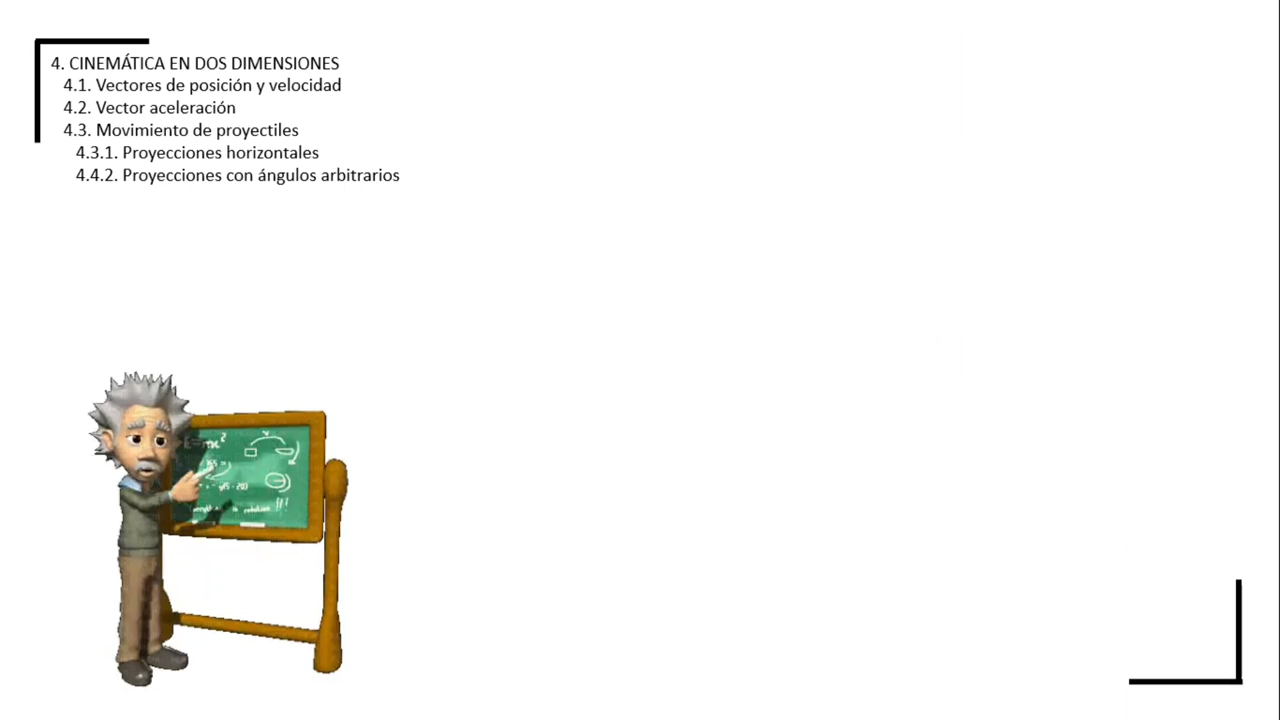 4. CINEMÁTICA EN DOS DIMENSIONES
4.1. Vectores de posición y velocidad
4.2. Vector aceleración
4.3. Movimiento de proyectiles
4.3.1. Proyecciones horizontales
4.4.2. Proyecciones con ángulos arbitrarios
E=mc²
!!!